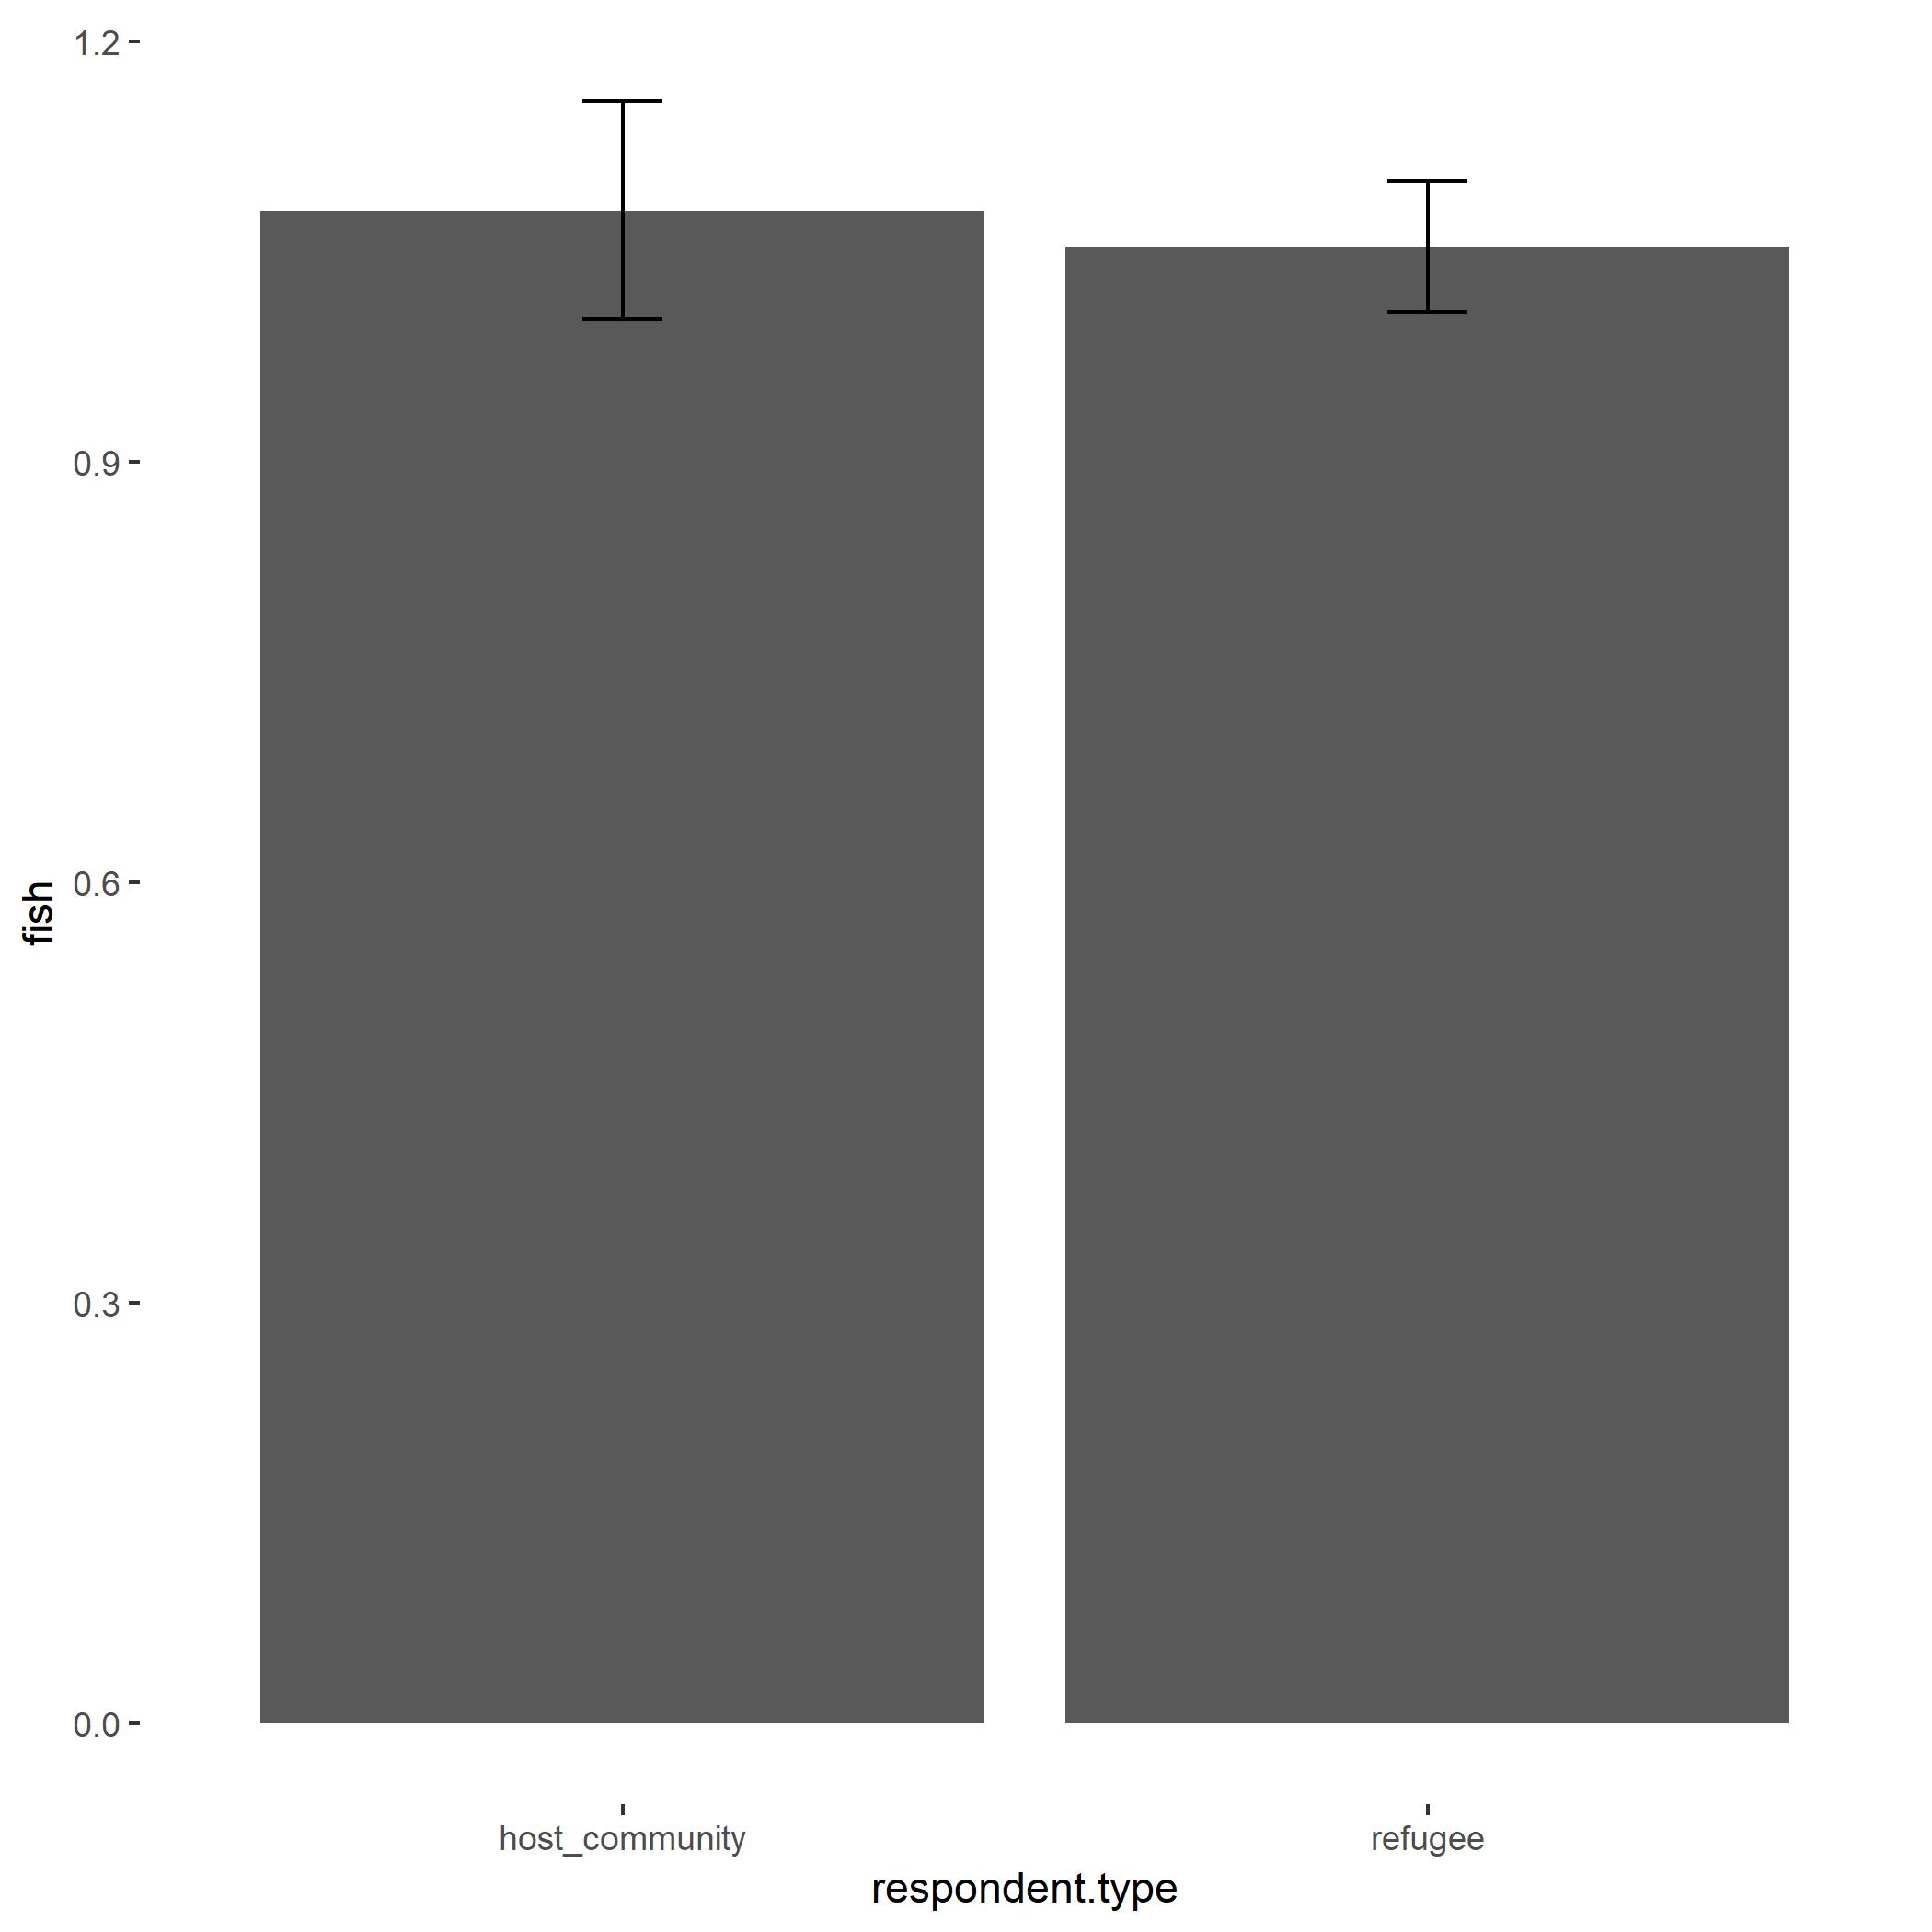 fish
1.2
0.9
0.6
0.3
0.0
host_community
refugee
respondent.type